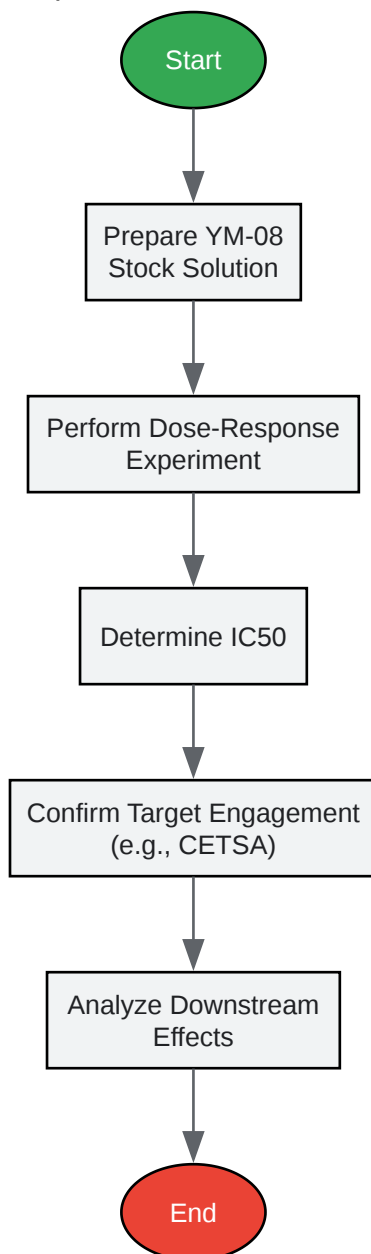 Start
Prepare YM-08
Stock Solution
Perform Dose-Response
Experiment
Determine IC50
Confirm Target Engagement
(e.g., CETSA)
Analyze Downstream
Effects
End